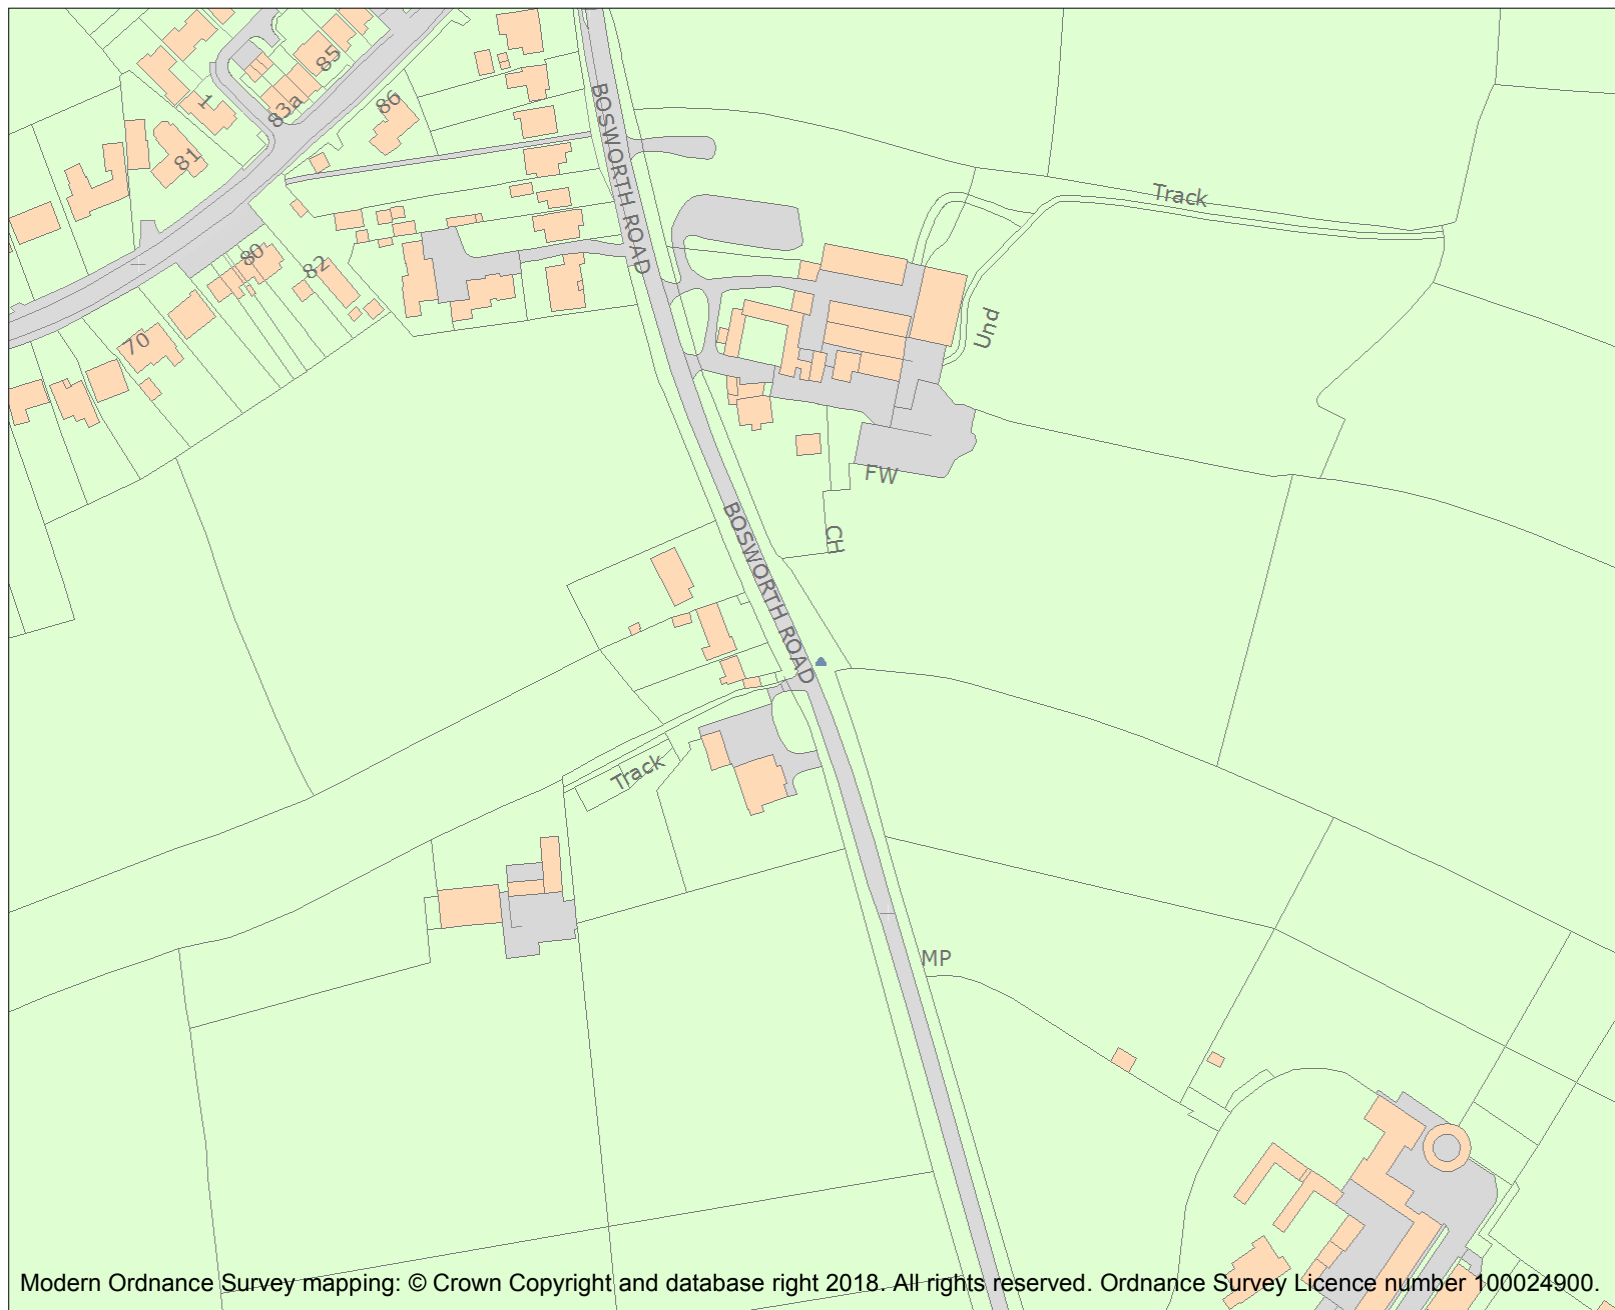 85
86
1
83a
81
BOSWORTH ROAD
Track
80
82
Und
70
FW
CH
BOSWORTH ROAD
Track
MP
Modern Ordnance Survey mapping: © Crown Copyright and database right 2018. All rights reserved. Ordnance Survey Licence number 100024900.